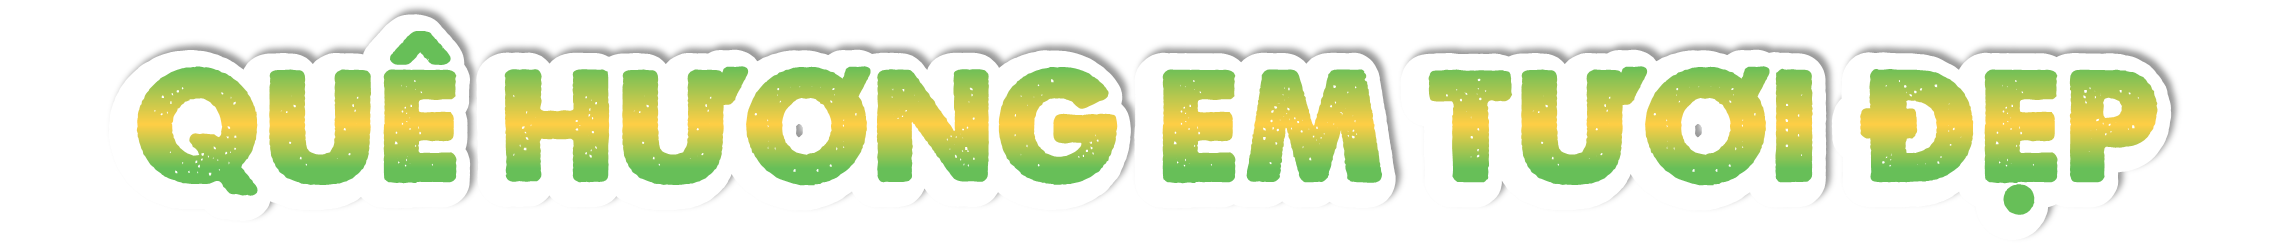 QUÊ HƯƠNG EM TƯƠI ĐẸP